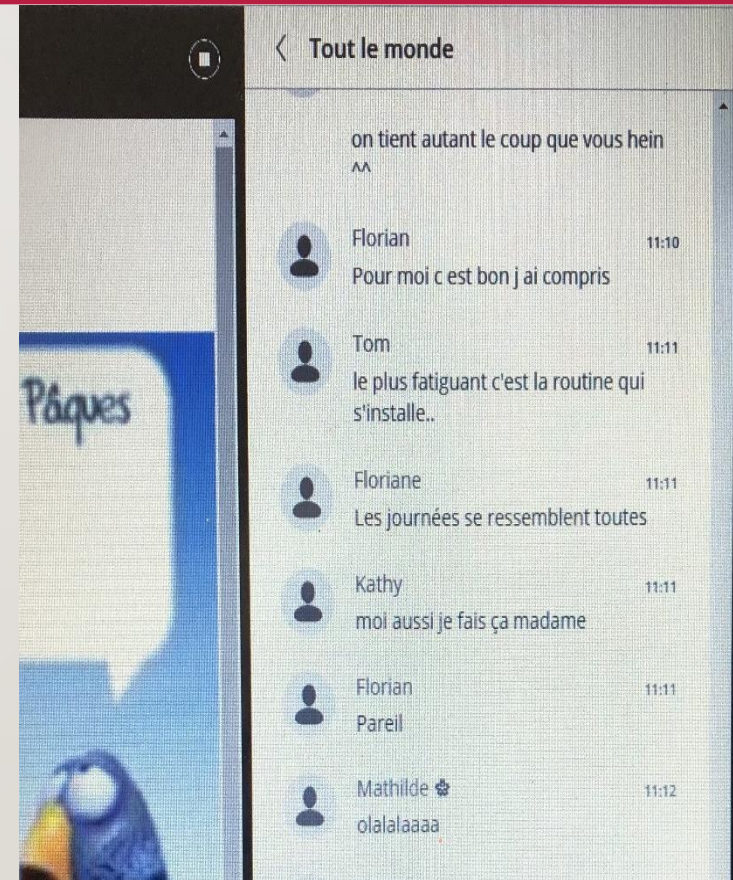 Tout le monde
on tient autant le coup que vous hein
^^
Florian 11:10
Pour moi c est bon j ai compris
Tom 11:11
le plus fatiguant c'est la routine qui
s'installe..
Floriane 11:11
Les journées se ressemblent toutes
Kathy 11:11
moi aussi je fais ça madame
Florian 11:11
Pareil
Mathilde 11:12
olalalaaaa
Pâques